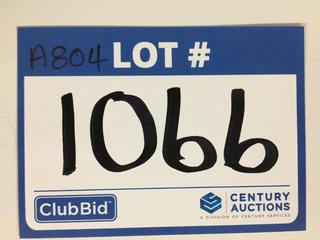 A804 LOT #
1066
ClubBid
CENTURY
AUCTIONS
A DIVISION OF CENTURY SERVICES